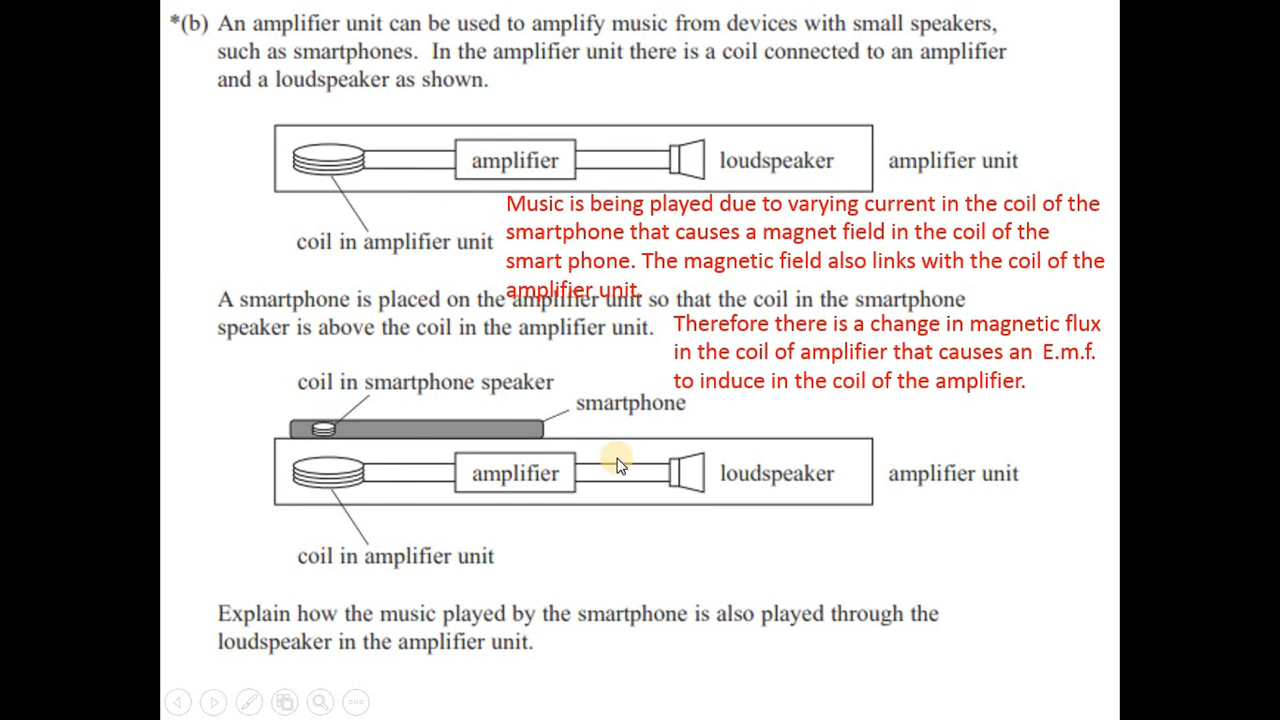 *(b) An amplifier unit can be used to amplify music from devices with small speakers,
such as smartphones. In the amplifier unit there is a coil connected to an amplifier
and a loudspeaker as shown.
amplifier
loudspeaker
amplifier unit
coil in amplifier unit
Music is being played due to varying current in the coil of the
smartphone that causes a magnet field in the coil of the
smart phone. The magnetic field also links with the coil of the
amplifier unit.
A smartphone is placed on the amplifier unit so that the coil in the smartphone
speaker is above the coil in the amplifier unit.
Therefore there is a change in magnetic flux
in the coil of amplifier that causes an E.m.f.
to induce in the coil of the amplifier.
coil in smartphone speaker
smartphone
amplifier
loudspeaker
amplifier unit
coil in amplifier unit
Explain how the music played by the smartphone is also played through the
loudspeaker in the amplifier unit.